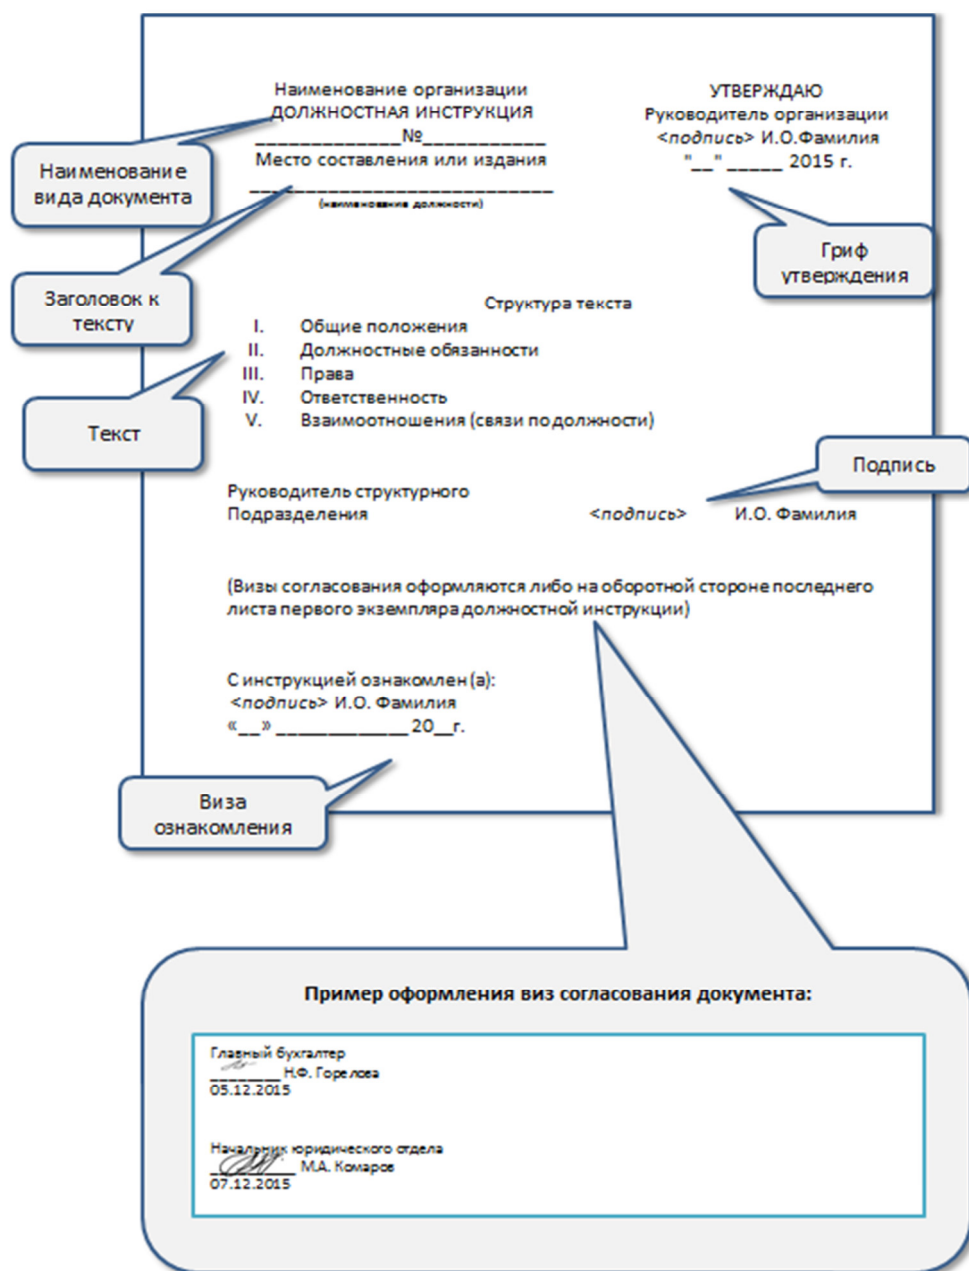 Наименование организации
ДОЛЖНОСТНАЯ ИНСТРУКЦИЯ
_____________№___________
Место составления или издания
___________________________
(наименование должности)
УТВЕРЖДАЮ
Руководитель организации
<подпись> И.О.Фамилия
"__" _____ 2015 г.
Наименование
вида документа
Гриф
утверждения
Заголовок к
тексту
Структура текста
I. Общие положения
II. Должностные обязанности
III. Права
IV. Ответственность
V. Взаимоотношения (связи по должности)
Текст
Подпись
Руководитель структурного
Подразделения <подпись> И.О. Фамилия
(Визы согласования оформляются либо на оборотной стороне последнего
листа первого экземпляра должностной инструкции)
С инструкцией ознакомлен(а):
<подпись> И.О. Фамилия
«__» ____________ 20__г.
Виза
ознакомления
Пример оформления виз согласования документа:
Главный бухгалтер
________ Н.Ф. Горелова
05.12.2015
Начальник юридического отдела
__________ М.А. Комаров
07.12.2015